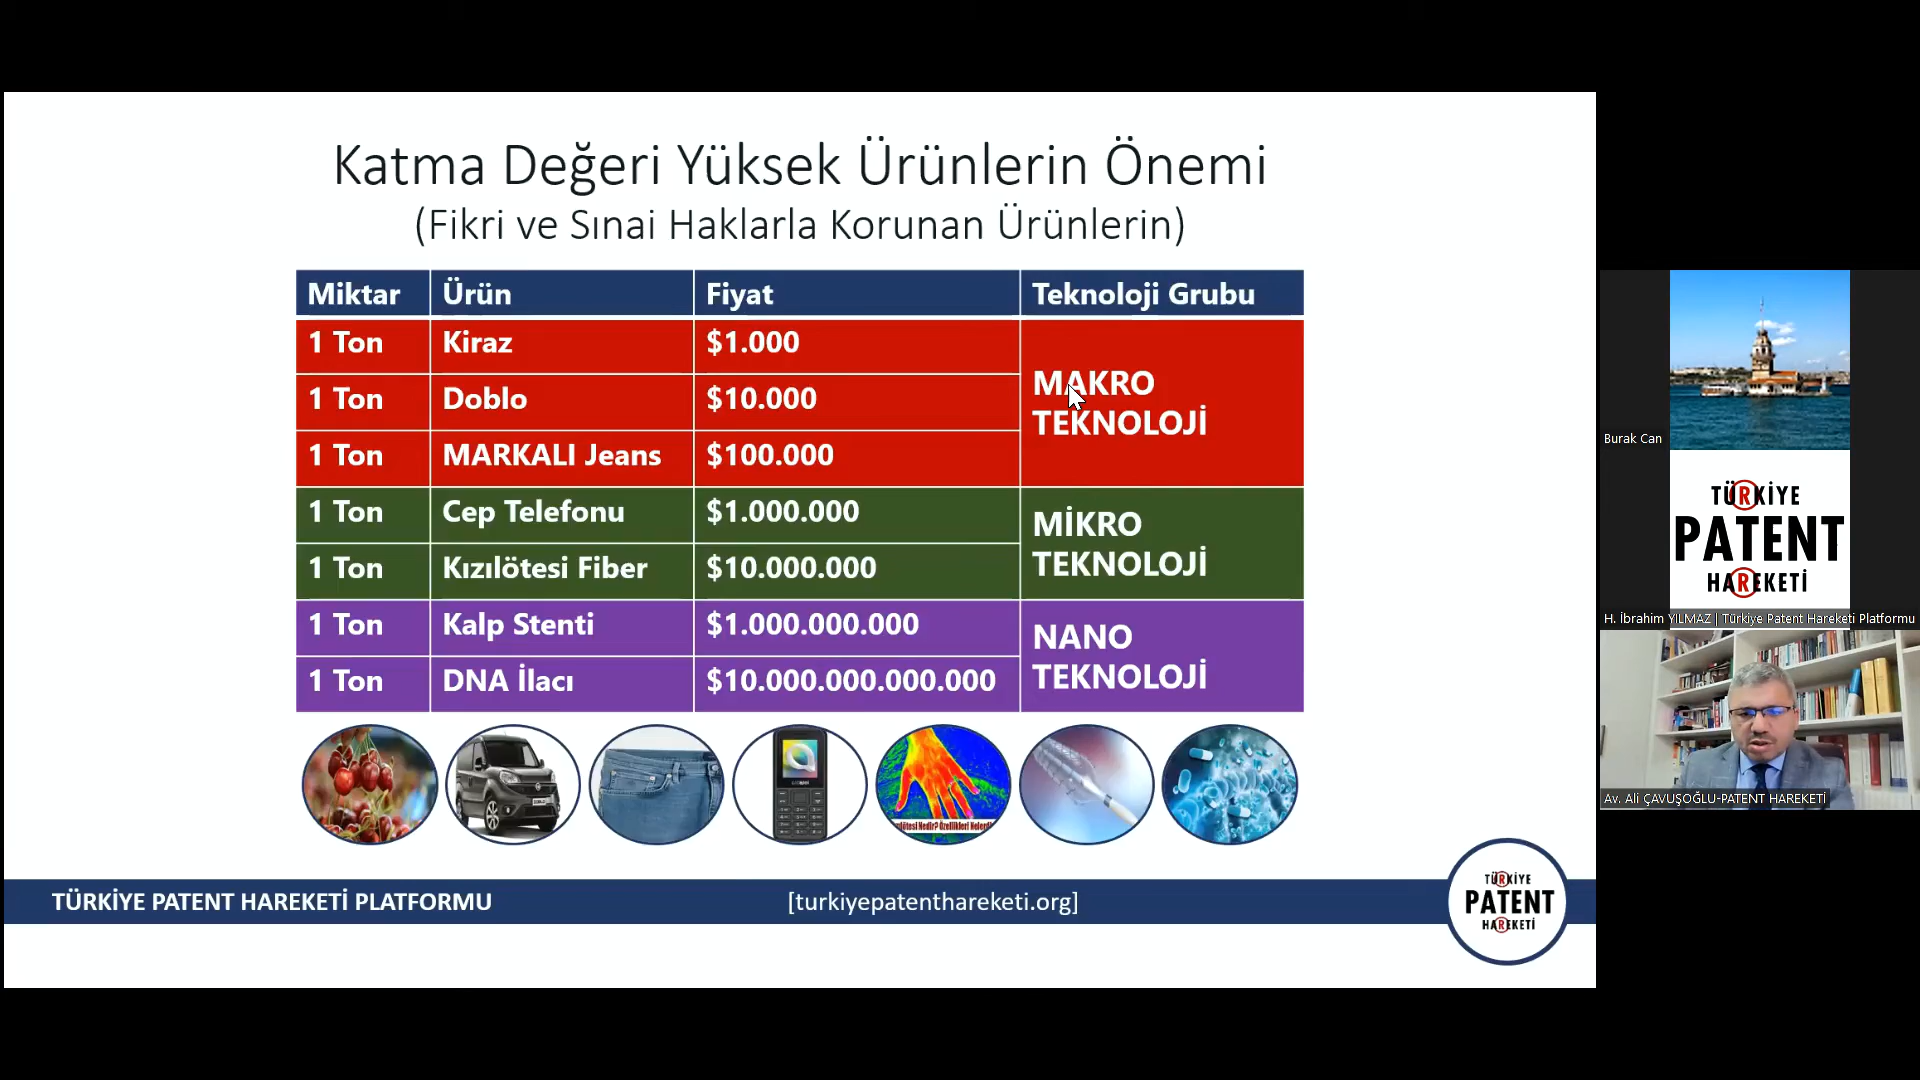 Katma Değeri Yüksek Ürünlerin Önemi
(Fikri ve Sınai Haklarla Korunan Ürünlerin)
Miktar Ürün Fiyat Teknoloji Grubu
1 Ton Kiraz $1.000
1 Ton Doblo $10.000
1 Ton MARKALI Jeans $100.000
MAKRO
TEKNOLOJİ
1 Ton Cep Telefonu $1.000.000
1 Ton Kızılötesi Fiber $10.000.000
MİKRO
TEKNOLOJİ
1 Ton Kalp Stenti $1.000.000.000
1 Ton DNA İlacı $10.000.000.000.000
NANO
TEKNOLOJİ
Nedir? Özellikleri
TÜRKİYE PATENT HAREKETİ PLATFORMU
[turkiyepatenthareketi.org]
TÜRKİYE
PATENT
HAREKETİ
Burak Can
TÜRKİYE
PATENT
HAREKETİ
H. İbrahim YILMAZ | Türkiye Patent Hareketi Platformu
Av. Ali ÇAVUŞOĞLU-PATENT HAREKETİ